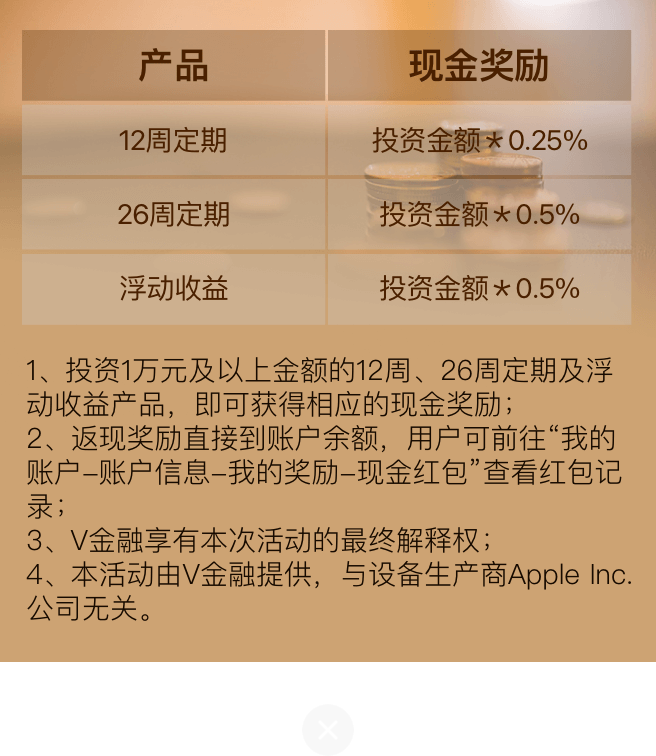 产品 现金奖励
12周定期 投资金额*0.25%
26周定期 投资金额*0.5%
浮动收益 投资金额*0.5%
1、投资1万元及以上金额的12周、26周定期及浮
动收益产品，即可获得相应的现金奖励；
2、返现奖励直接到账户余额，用户可前往“我的
账户-账户信息-我的奖励-现金红包”查看红包记
录；
3、V金融享有本次活动的最终解释权；
4、本活动由V金融提供，与设备生产商Apple Inc.
公司无关。